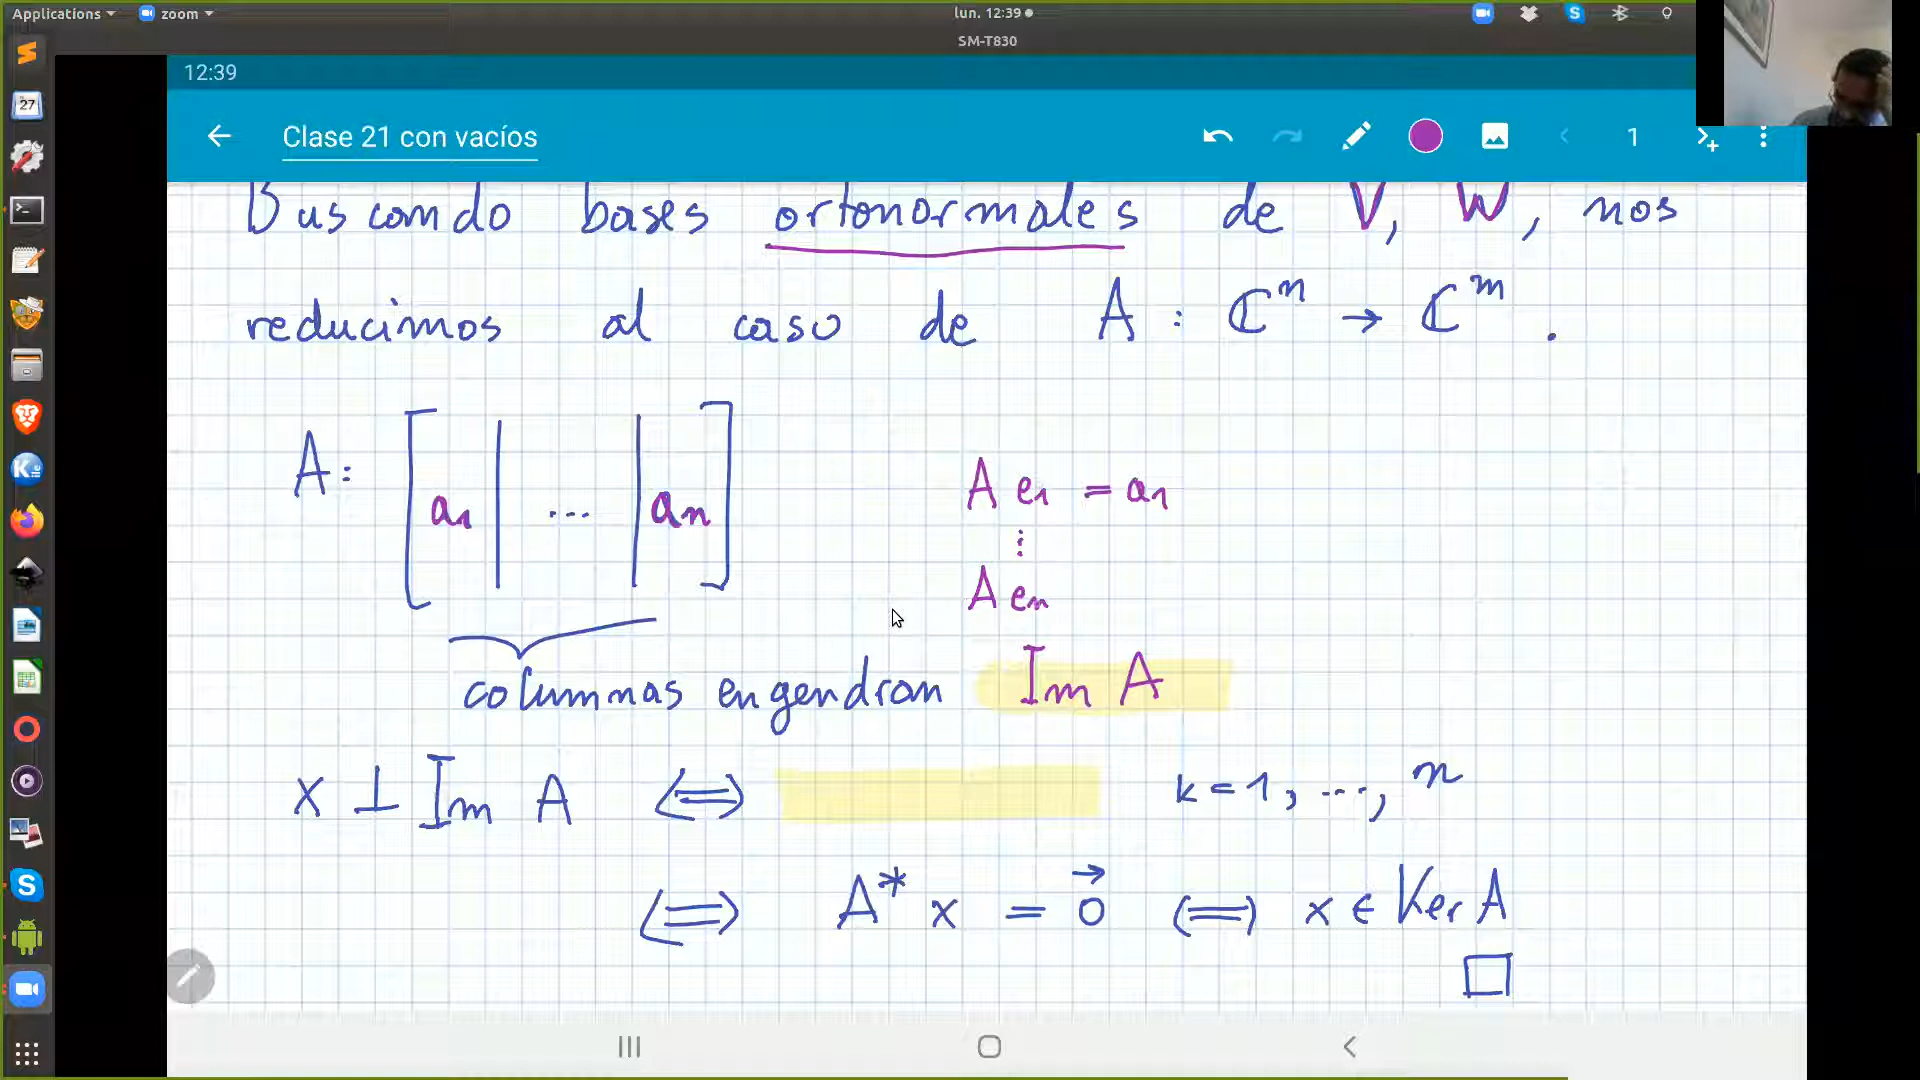 Applications zoom lun. 12:39
SM-T830
12:39
27
Clase 21 con vacíos 1
Buscando bases ortonormales de V, W, nos
reducimos al caso de A : ℂⁿ → ℂᵐ .
A: [ a₁ | ... | aₙ ]
A e₁ = a₁
⋮
A eₙ
columnas engendran Im A
x ⊥ Im A ⟺ k = 1, ..., n
⟺ A* x = 0⃗ ⟺ x ∈ Ker A
□